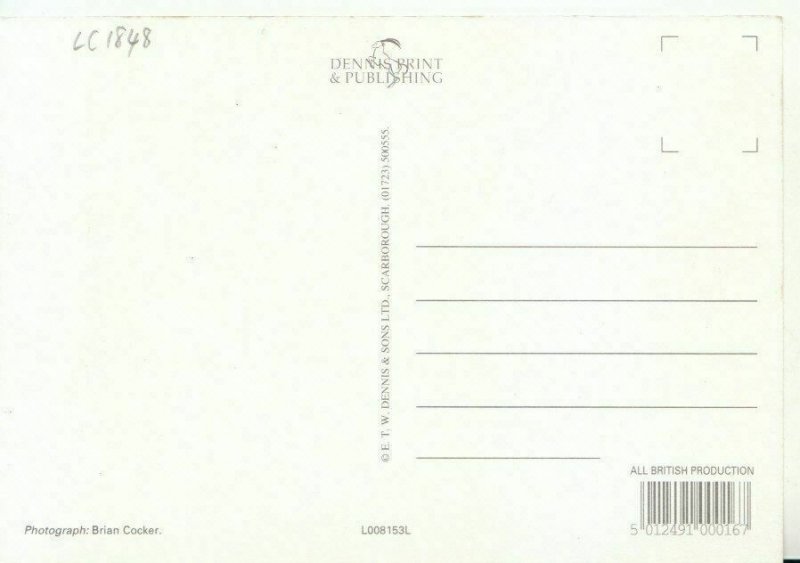 LC1848
DENNIS PRINT
& PUBLISHING
© E. T. W. DENNIS & SONS LTD., SCARBOROUGH. (01723) 500555.
ALL BRITISH PRODUCTION
5 012491 000167
Photograph: Brian Cocker.
L008153L